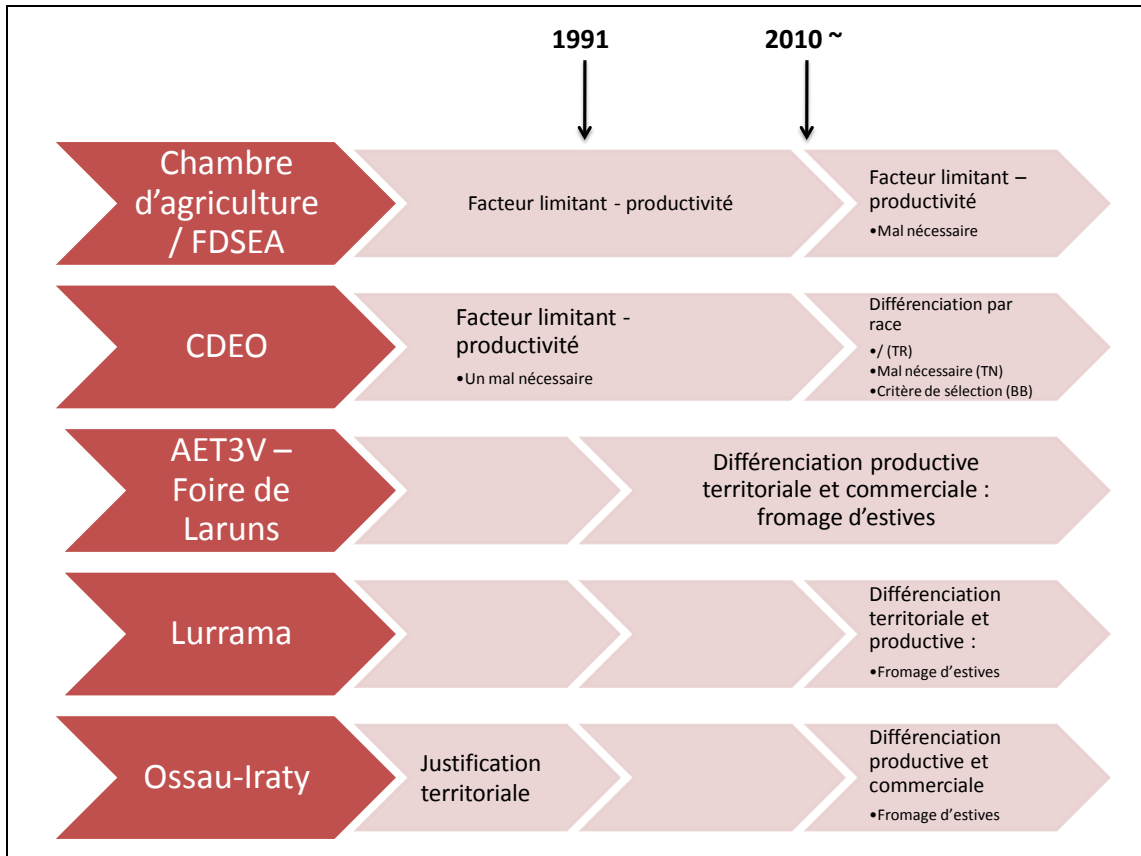 1991
2010 ~
Chambre
d’agriculture
/ FDSEA
Facteur limitant - productivité
Facteur limitant –
productivité
•Mal nécessaire
CDEO
Facteur limitant -
productivité
•Un mal nécessaire
Différenciation par
race
•/ (TR)
•Mal nécessaire (TN)
•Critère de sélection (BB)
AET3V –
Foire de
Laruns
Différenciation productive
territoriale et commerciale :
fromage d’estives
Lurrama
Différenciation
territoriale et
productive :
•Fromage d’estives
Ossau-Iraty
Justification
territoriale
Différenciation
productive et
commerciale
•Fromage d’estives